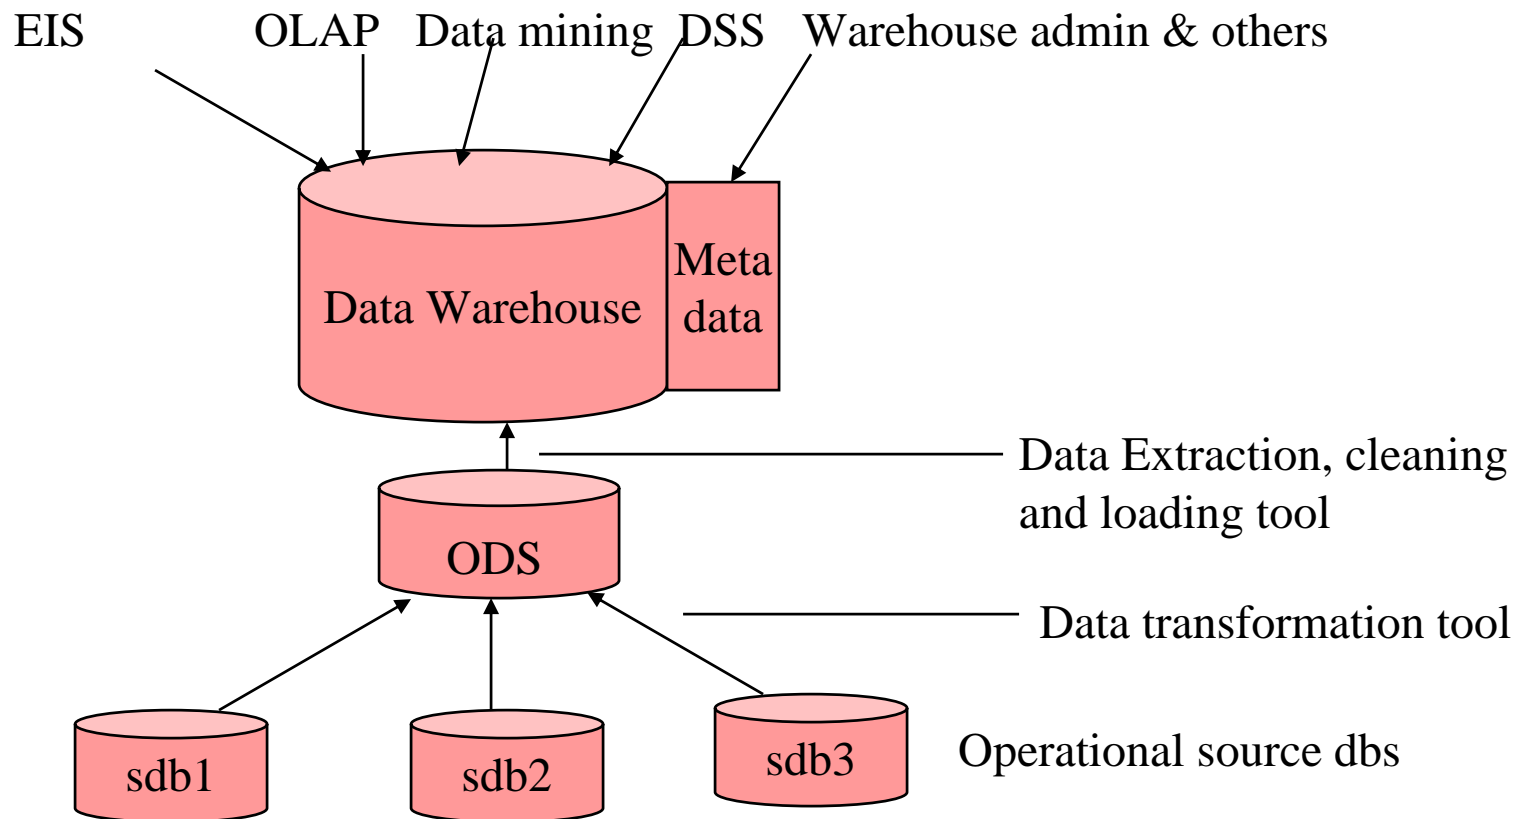 EIS OLAP Data mining DSS Warehouse admin & others
Meta
data
Data Warehouse
Data Extraction, cleaning
and loading tool
ODS
Data transformation tool
sdb1 sdb2 sdb3 Operational source dbs